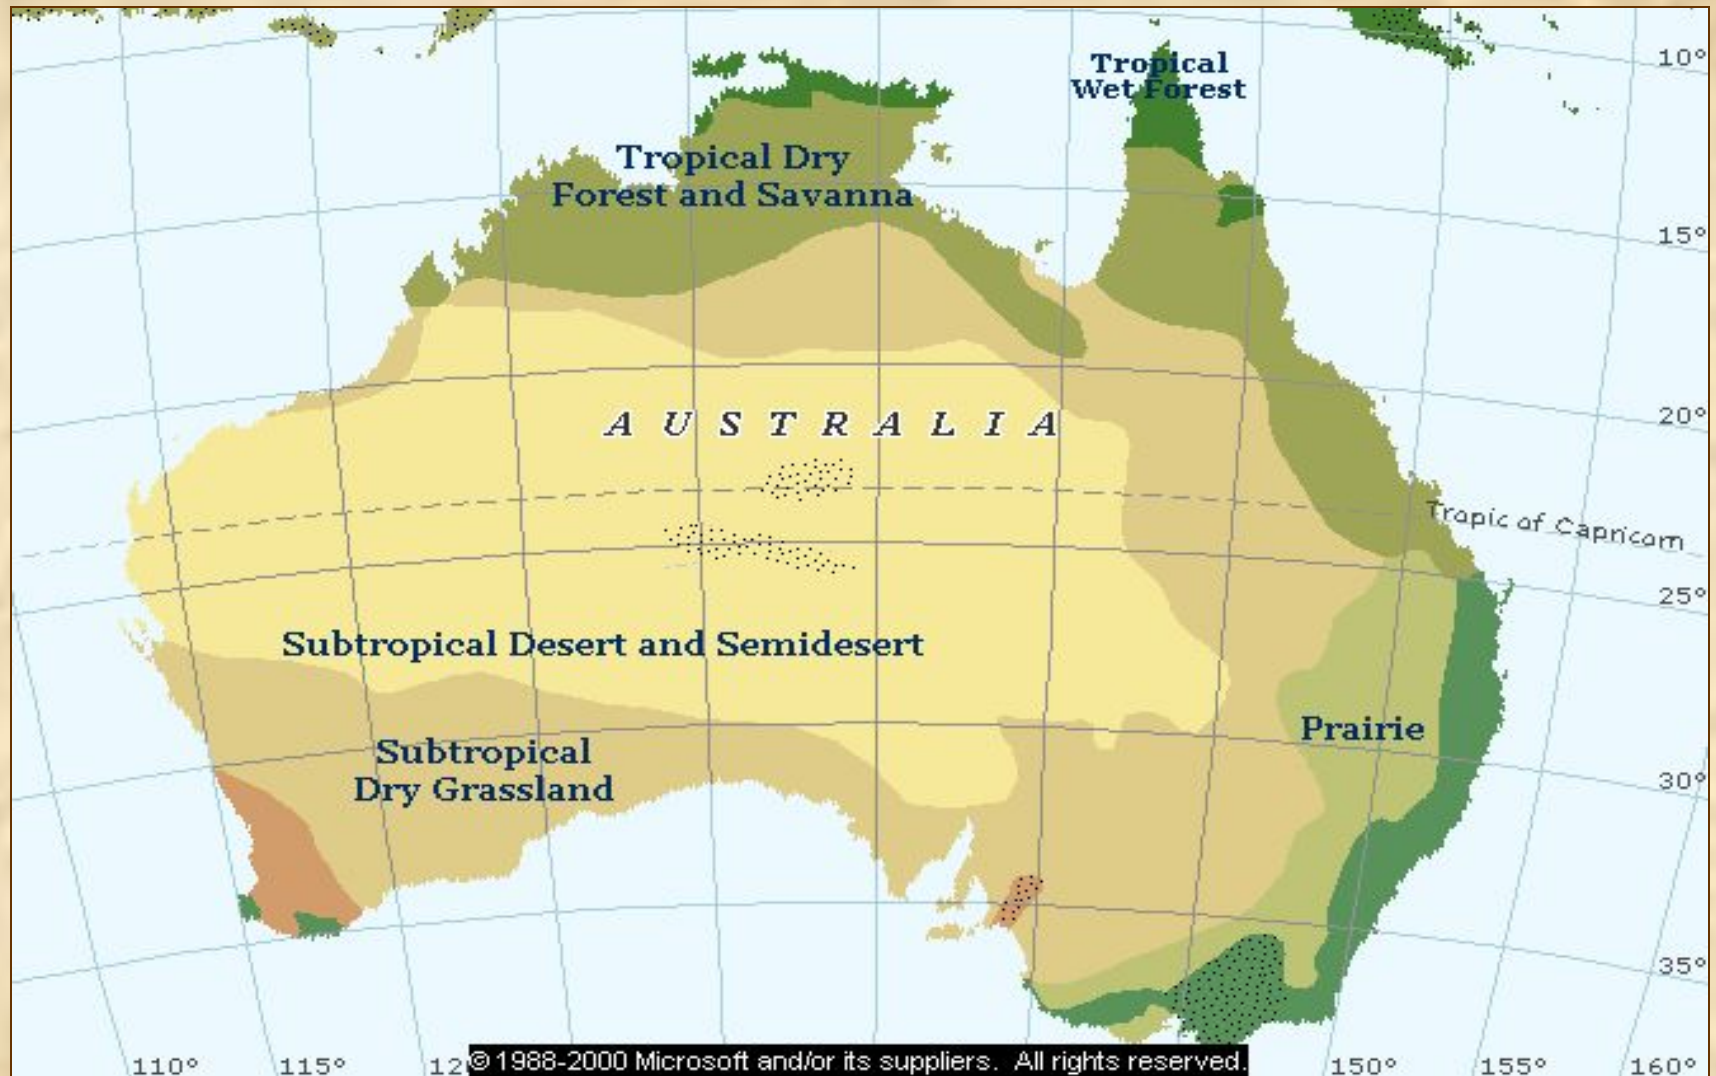 10°
Tropical
Wet Forest
Tropical Dry
Forest and Savanna
15°
AUSTRALIA
20°
Tropic of Capricorn
25°
Subtropical Desert and Semidesert
Prairie
Subtropical
Dry Grassland
30°
35°
110° 115° 12 150° 155° 160°
© 1988-2000 Microsoft and/or its suppliers. All rights reserved.